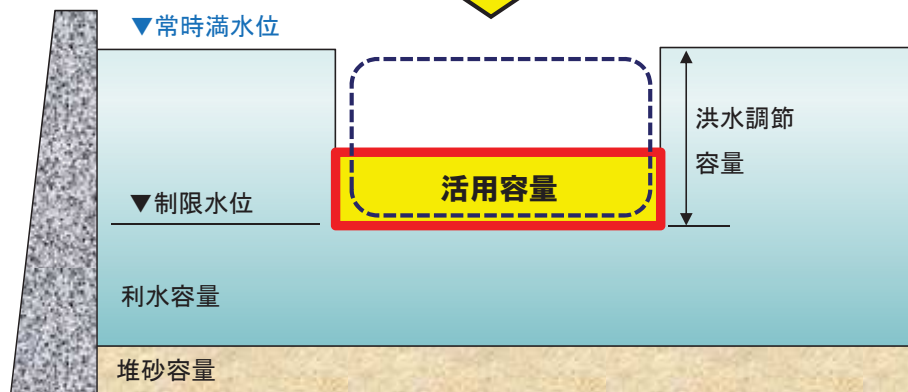 ▼常時満水位
洪水調節
容量
活用容量
▼制限水位
利水容量
堆砂容量